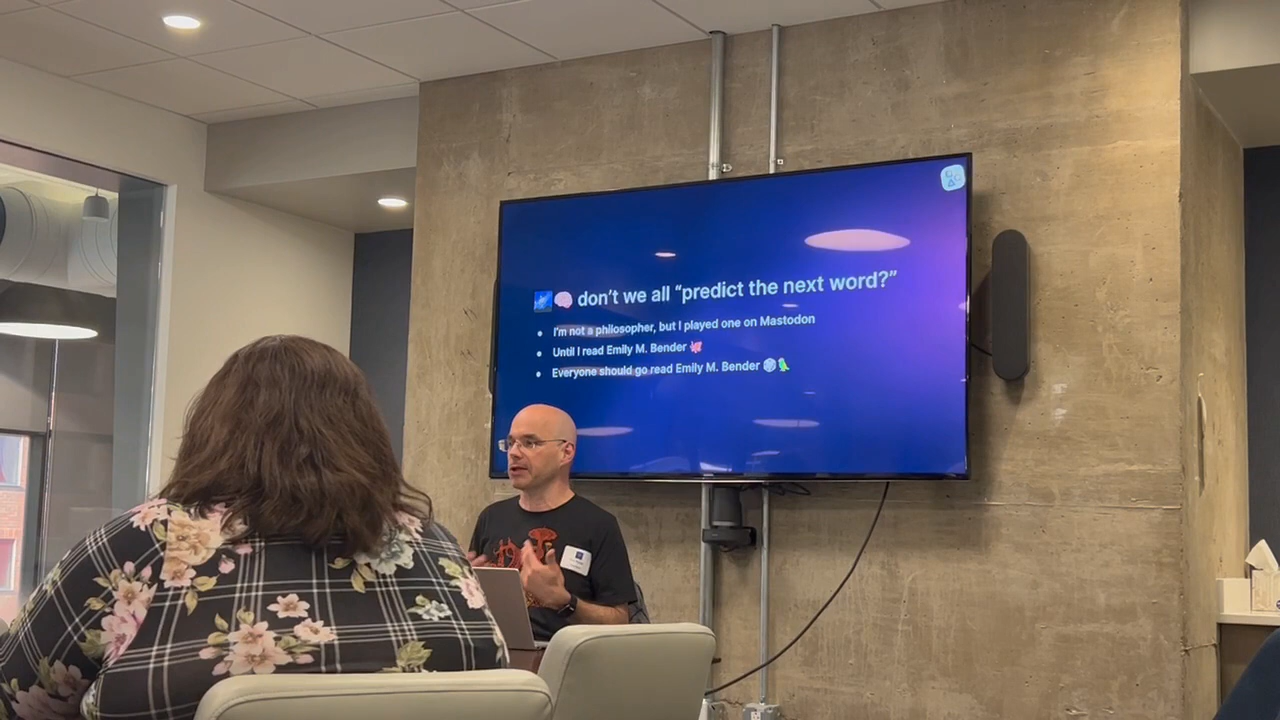 don't we all "predict the next word?"
I'm not a philosopher, but I played one on Mastodon
Until I read Emily M. Bender
Everyone should go read Emily M. Bender